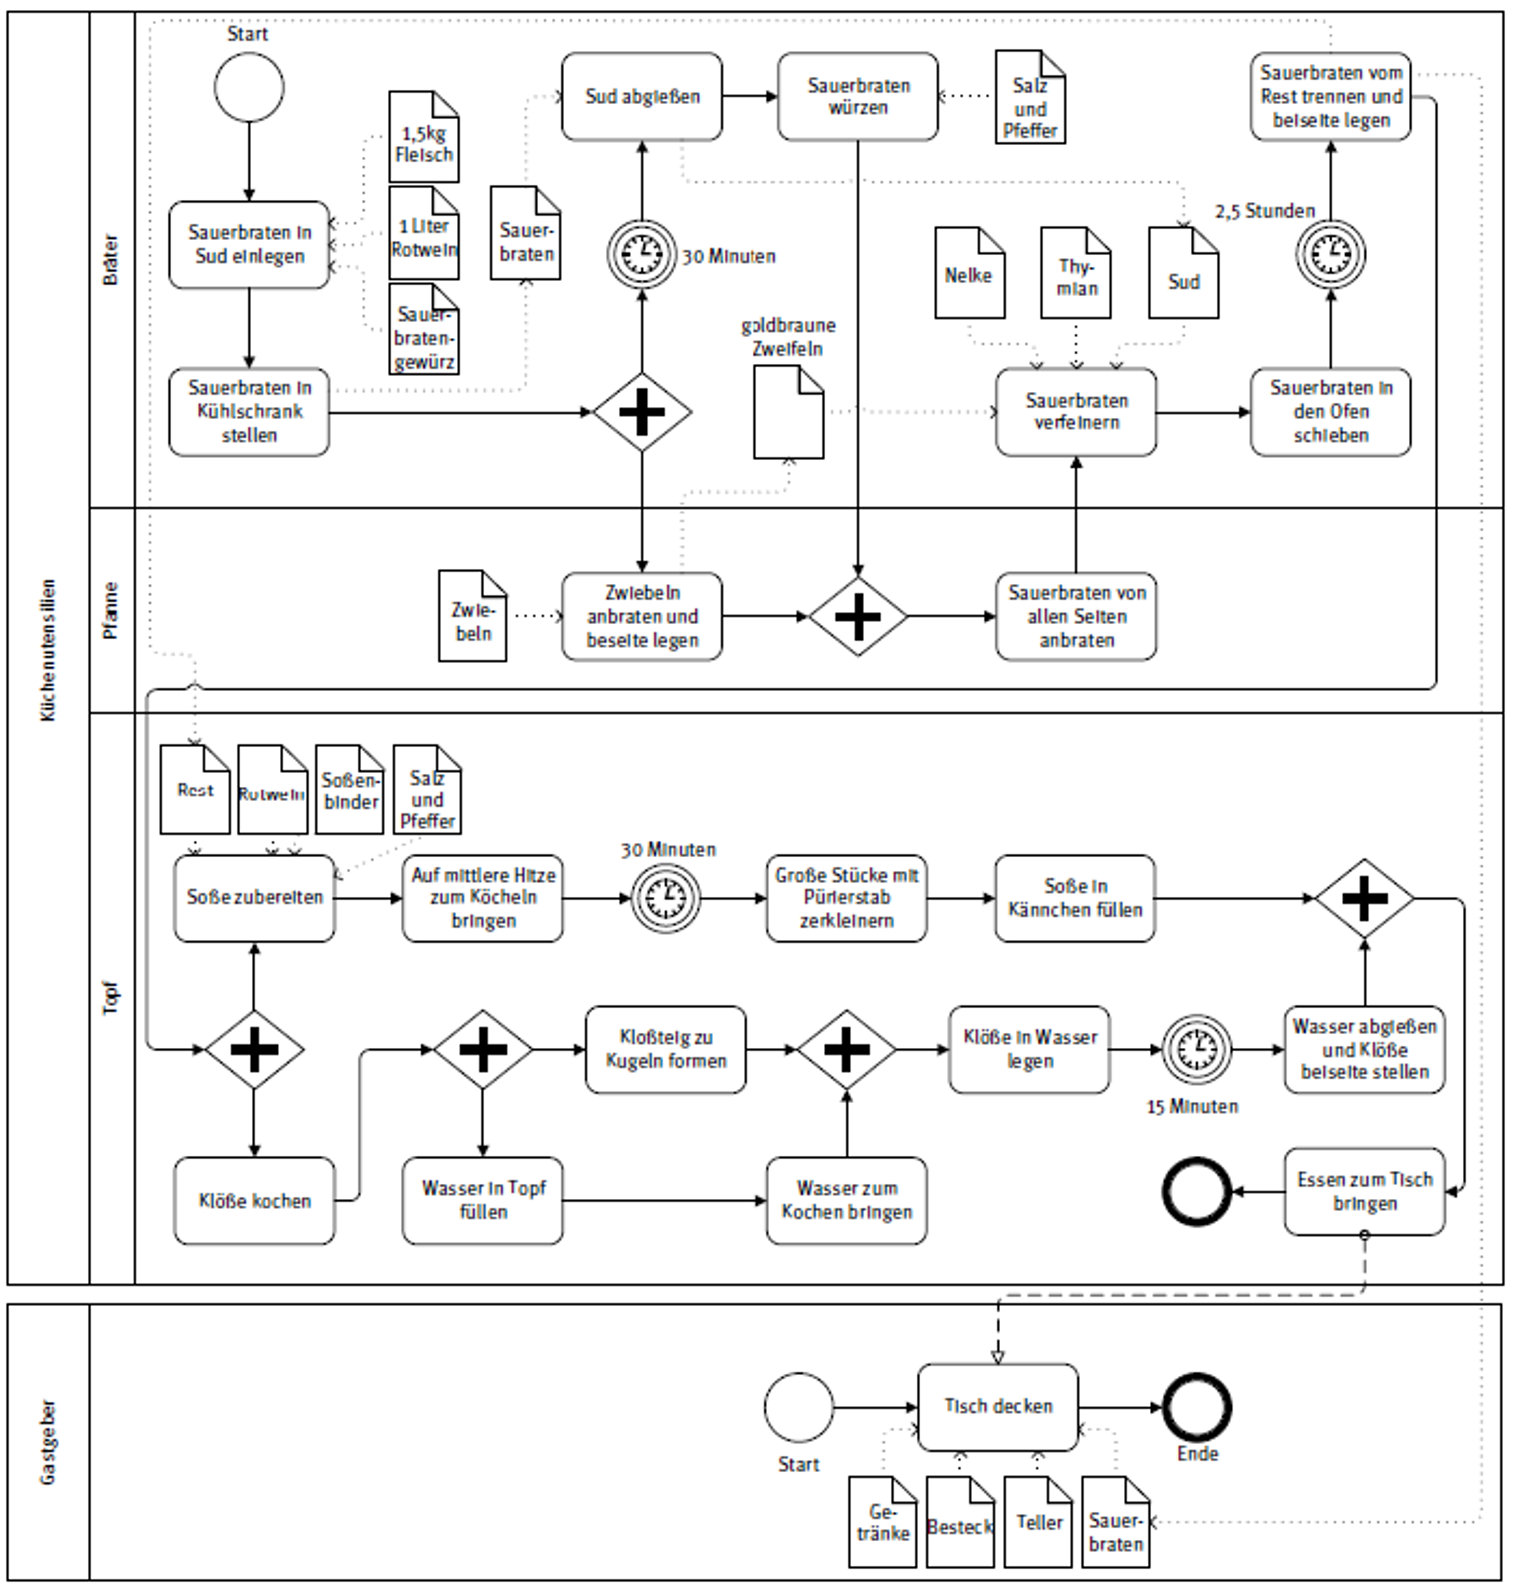 Küchenutensilien
Bräter
Start
Sauerbraten in
Sud einlegen
1,5kg
Fleisch
1 Liter
Rotwein
Sauer-
braten-
gewürz
Sauerbraten in
Kühlschrank
stellen
Sauer-
braten
Sud abgießen
30 Minuten
Sauerbraten
würzen
Salz
und
Pfeffer
goldbraune
Zweifeln
Nelke
Thy-
mian
Sud
Sauerbraten
verfeinern
Sauerbraten in
den Ofen
schieben
2,5 Stunden
Sauerbraten vom
Rest trennen und
beiseite legen
Pfanne
Zwie-
beln
Zwiebeln
anbraten und
beseite legen
Sauerbraten von
allen Seiten
anbraten
Topf
Rest
Rotwein
Soßen-
binder
Salz
und
Pfeffer
Soße zubereiten
Auf mittlere Hitze
zum Köcheln
bringen
30 Minuten
Große Stücke mit
Pürierstab
zerkleinern
Soße in
Kännchen füllen
Kloßteig zu
Kugeln formen
Klöße in Wasser
legen
15 Minuten
Wasser abgießen
und Klöße
beiseite stellen
Klöße kochen
Wasser in Topf
füllen
Wasser zum
Kochen bringen
Essen zum Tisch
bringen
Gastgeber
Start
Tisch decken
Ende
Ge-
tränke
Besteck
Teller
Sauer-
braten